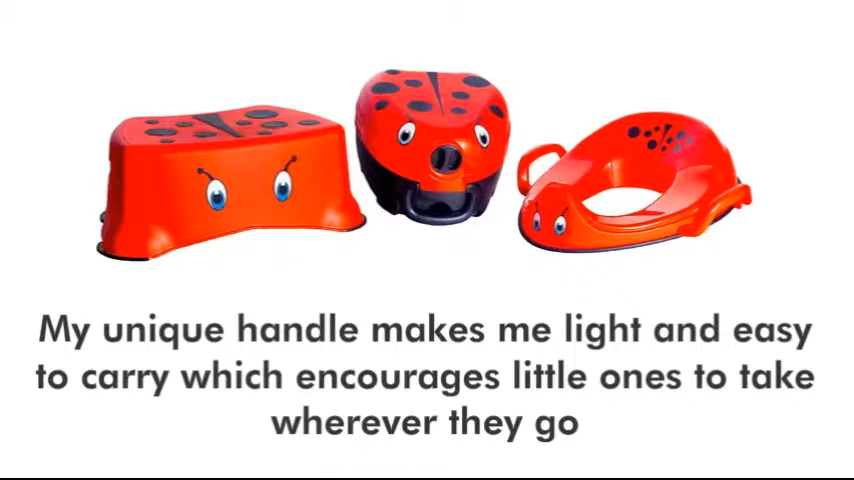 My unique handle makes me light and easy
to carry which encourages little ones to take
wherever they go